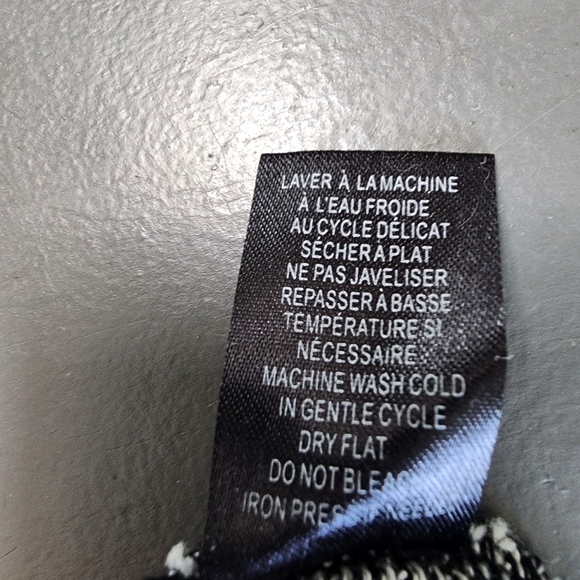 LAVER À LA MACHINE
À L'EAU FROIDE
AU CYCLE DÉLICAT
SÉCHER À PLAT
NE PAS JAVELISER
REPASSER À BASSE
TEMPÉRATURE SI
NÉCESSAIRE
MACHINE WASH COLD
IN GENTLE CYCLE
DRY FLAT
DO NOT
IRON